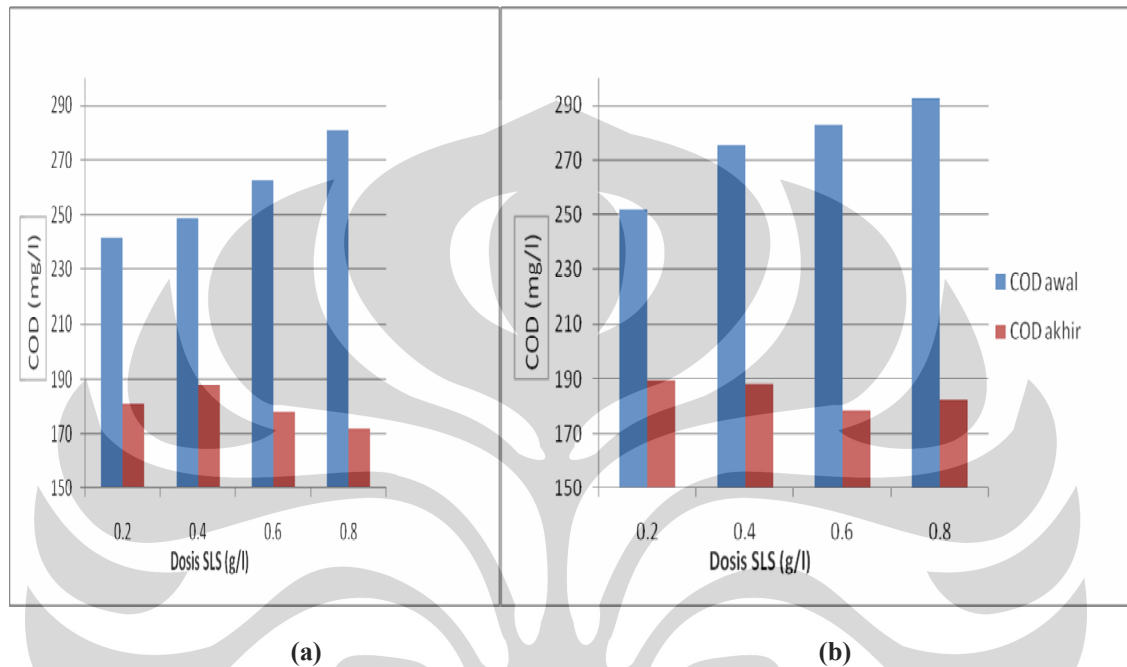 290
270
250
230
210
190
170
150
COD (mg/l)
0.2 0.4 0.6 0.8
Dosis SLS (g/l)
(a)
290
270
250
230
210
190
170
150
COD (mg/l)
0.2 0.4 0.6 0.8
Dosis SLS (g/l)
COD awal
COD akhir
(b)